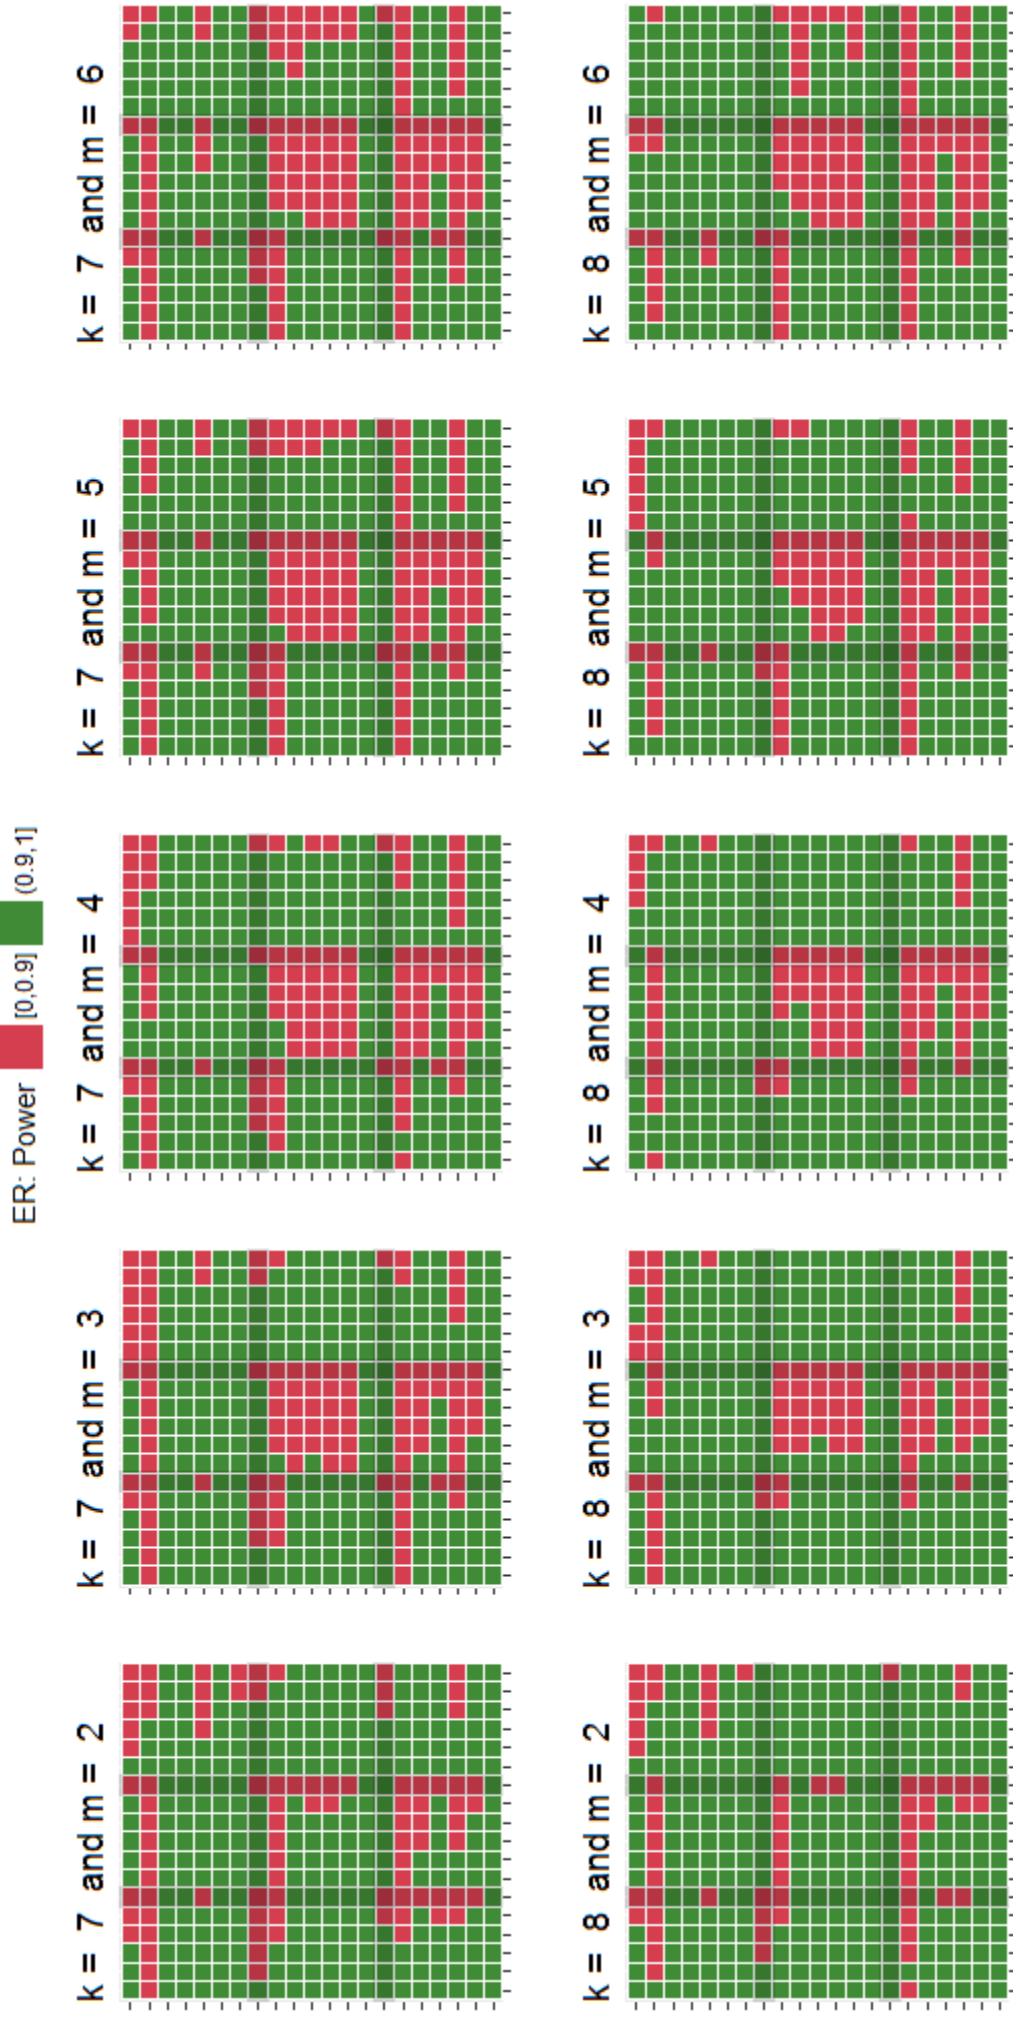 ER: Power [0,0.9] (0.9,1]
k = 7 and m = 2
k = 7 and m = 3
k = 7 and m = 4
k = 7 and m = 5
k = 7 and m = 6
k = 8 and m = 2
k = 8 and m = 3
k = 8 and m = 4
k = 8 and m = 5
k = 8 and m = 6